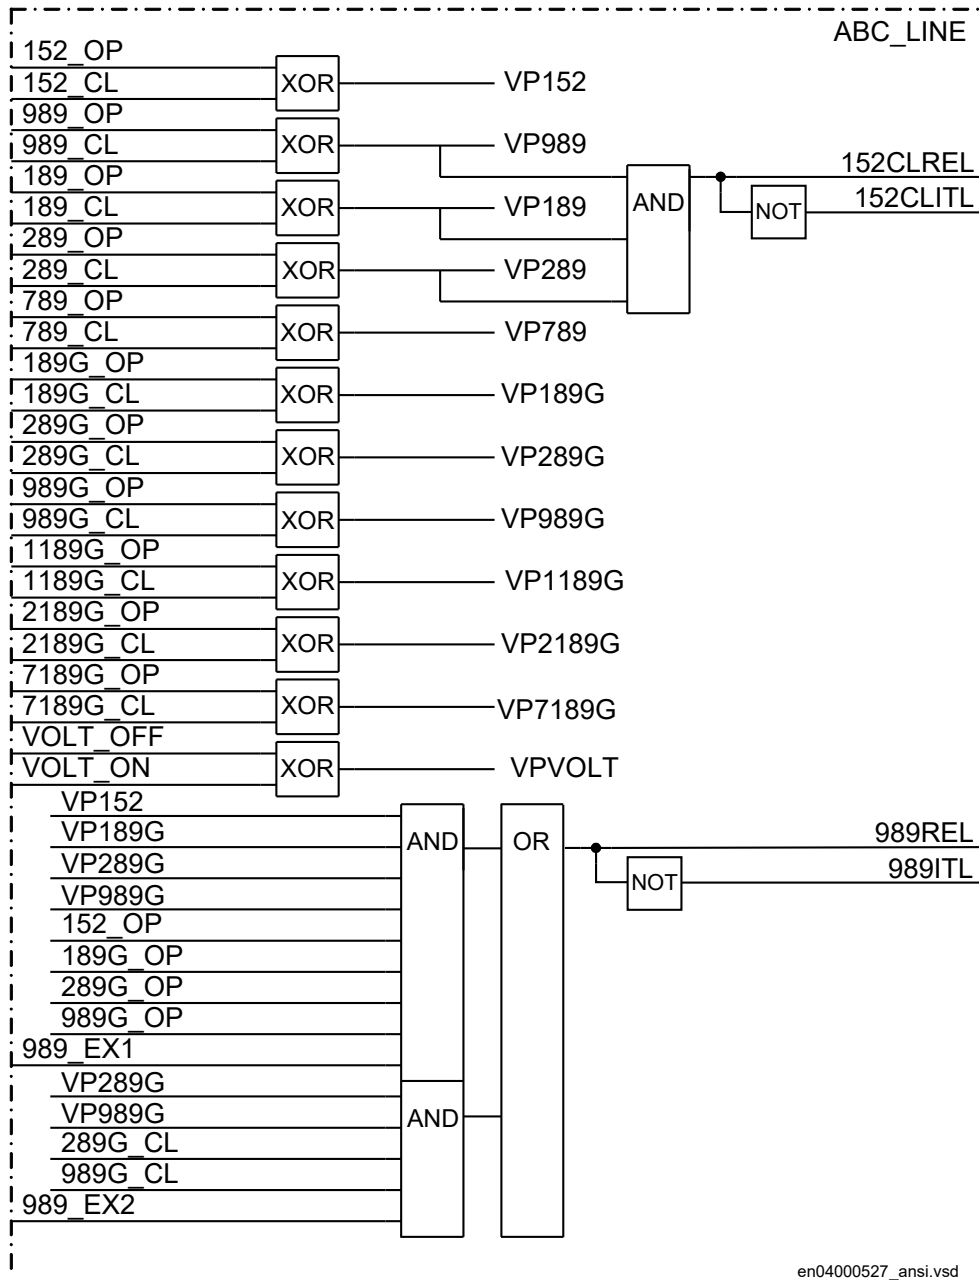 ABC_LINE
152_OP
152_CL
XOR
VP152
989_OP
989_CL
XOR
VP989
189_OP
189_CL
XOR
VP189
289_OP
289_CL
XOR
VP289
AND
152CLREL
NOT
152CLITL
789_OP
789_CL
XOR
VP789
189G_OP
189G_CL
XOR
VP189G
289G_OP
289G_CL
XOR
VP289G
989G_OP
989G_CL
XOR
VP989G
1189G_OP
1189G_CL
XOR
VP1189G
2189G_OP
2189G_CL
XOR
VP2189G
7189G_OP
7189G_CL
XOR
VP7189G
VOLT_OFF
VOLT_ON
XOR
VPVOLT
VP152
VP189G
VP289G
VP989G
152_OP
189G_OP
289G_OP
989G_OP
989_EX1
AND
OR
989REL
NOT
989ITL
VP289G
VP989G
289G_CL
989G_CL
989_EX2
AND
en04000527_ansi.vsd